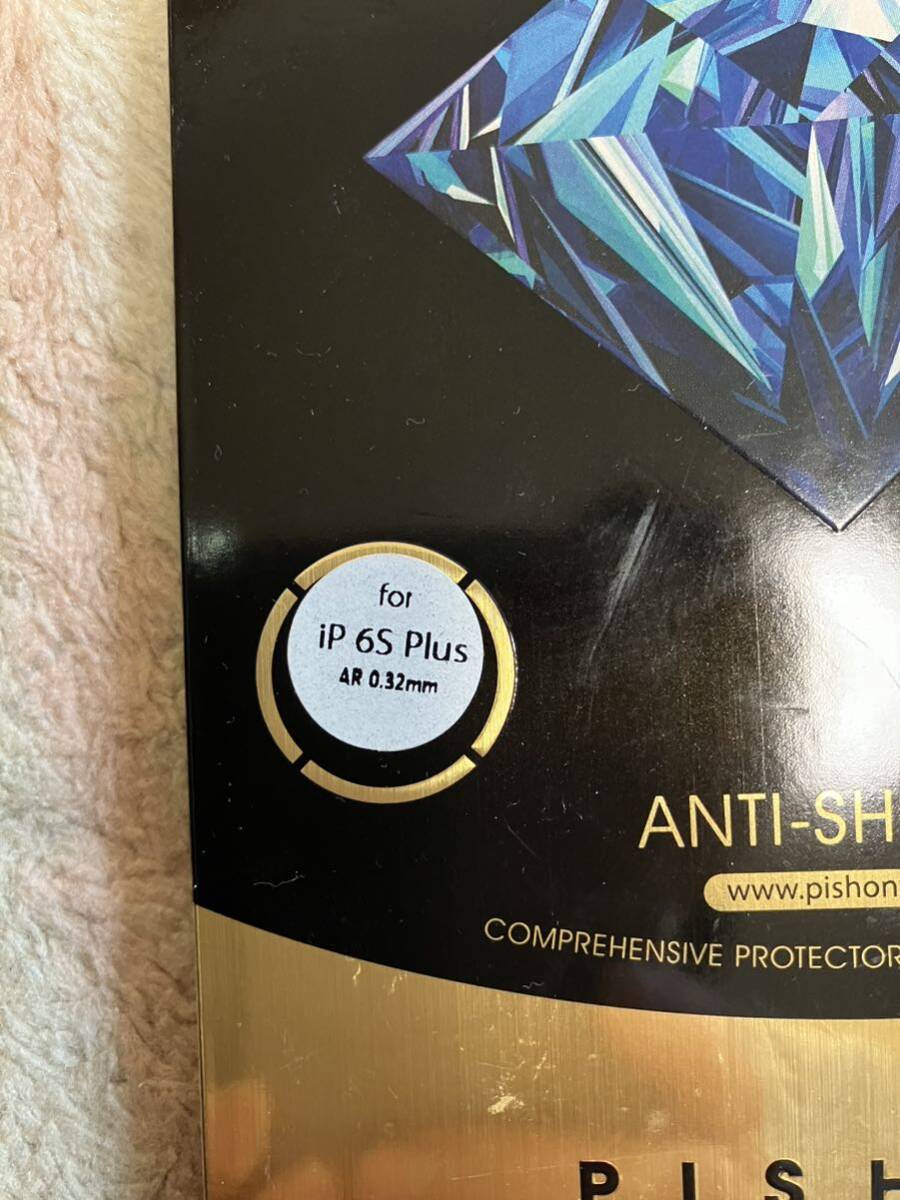 for
iP 6S Plus
AR 0.32mm
ANTI-SH
www.pishon
COMPREHENSIVE PROTECTOR
PISH